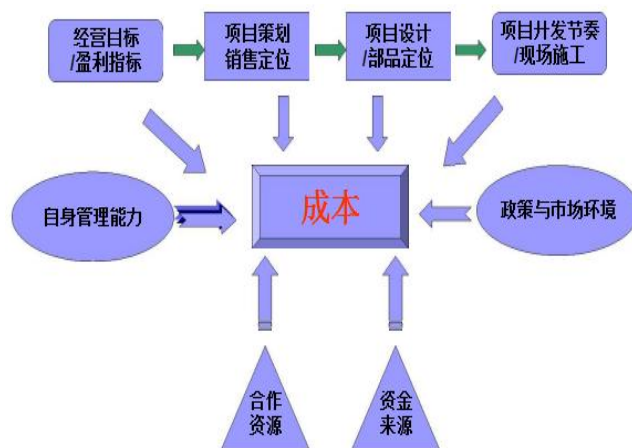 经营目标
/盈利指标
项目策划
销售定位
项目设计
/部品定位
项目开发节奏
/现场施工
自身管理能力
成本
政策与市场环境
合作
资源
资金
来源